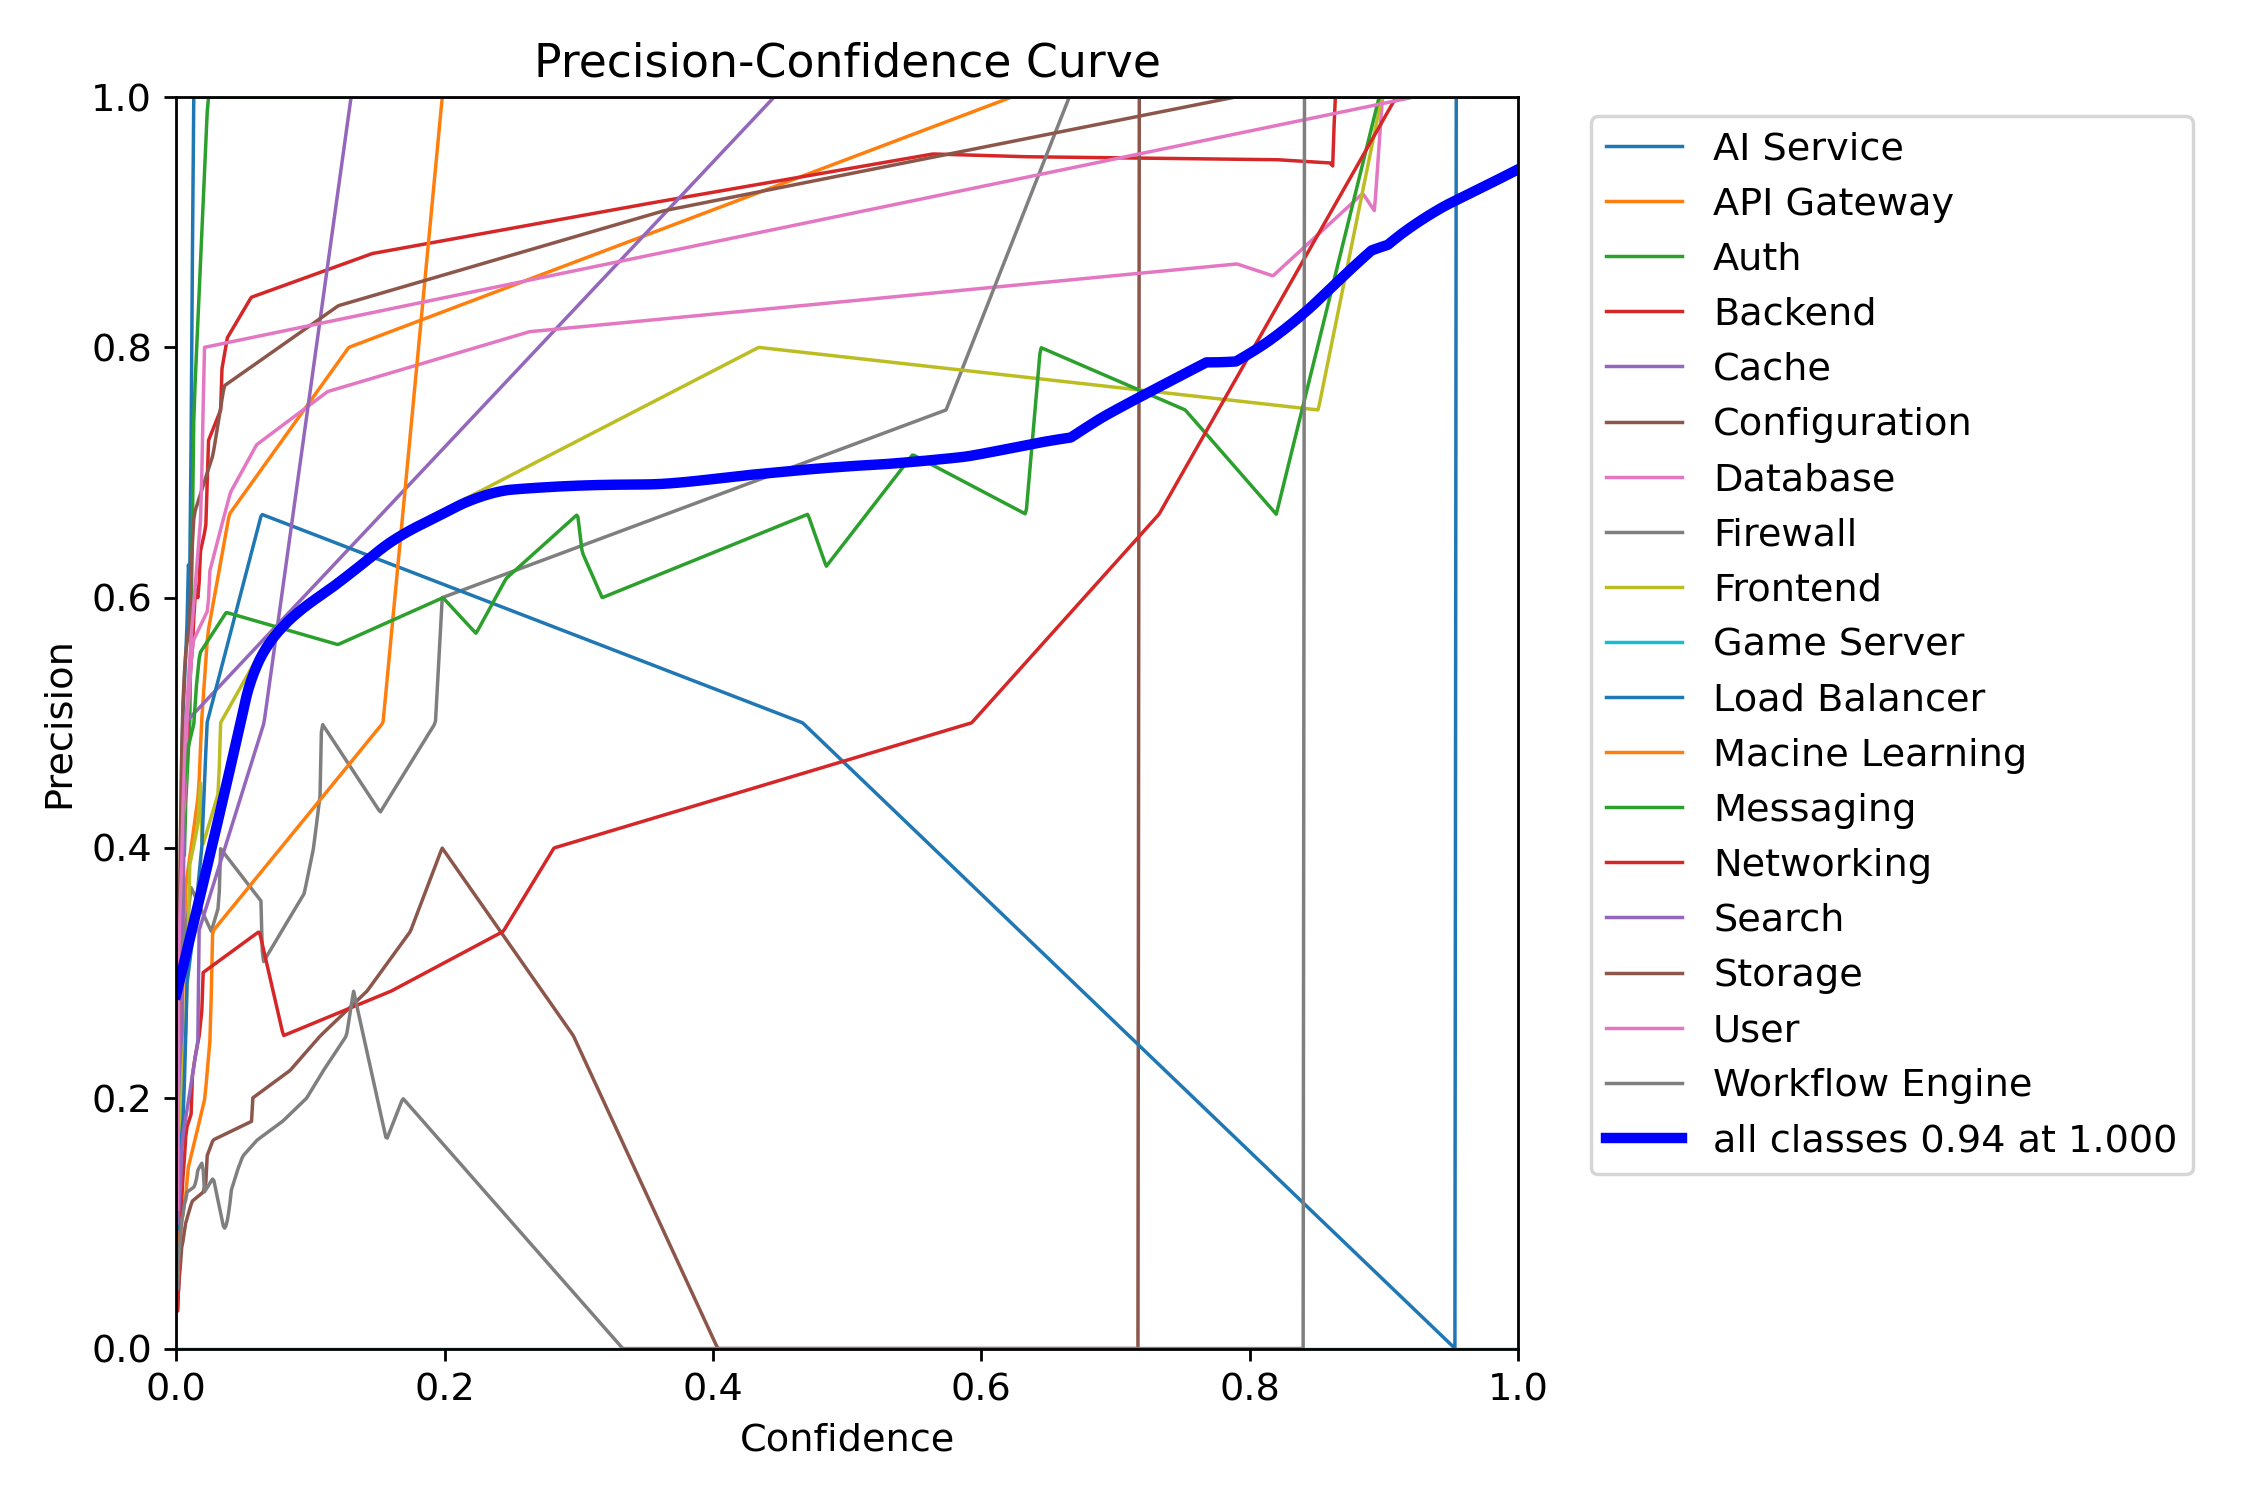 Precision-Confidence Curve
1.0
0.8
0.6
0.4
0.2
0.0
Precision
0.0 0.2 0.4 0.6 0.8 1.0
Confidence
AI Service
API Gateway
Auth
Backend
Cache
Configuration
Database
Firewall
Frontend
Game Server
Load Balancer
Macine Learning
Messaging
Networking
Search
Storage
User
Workflow Engine
all classes 0.94 at 1.000